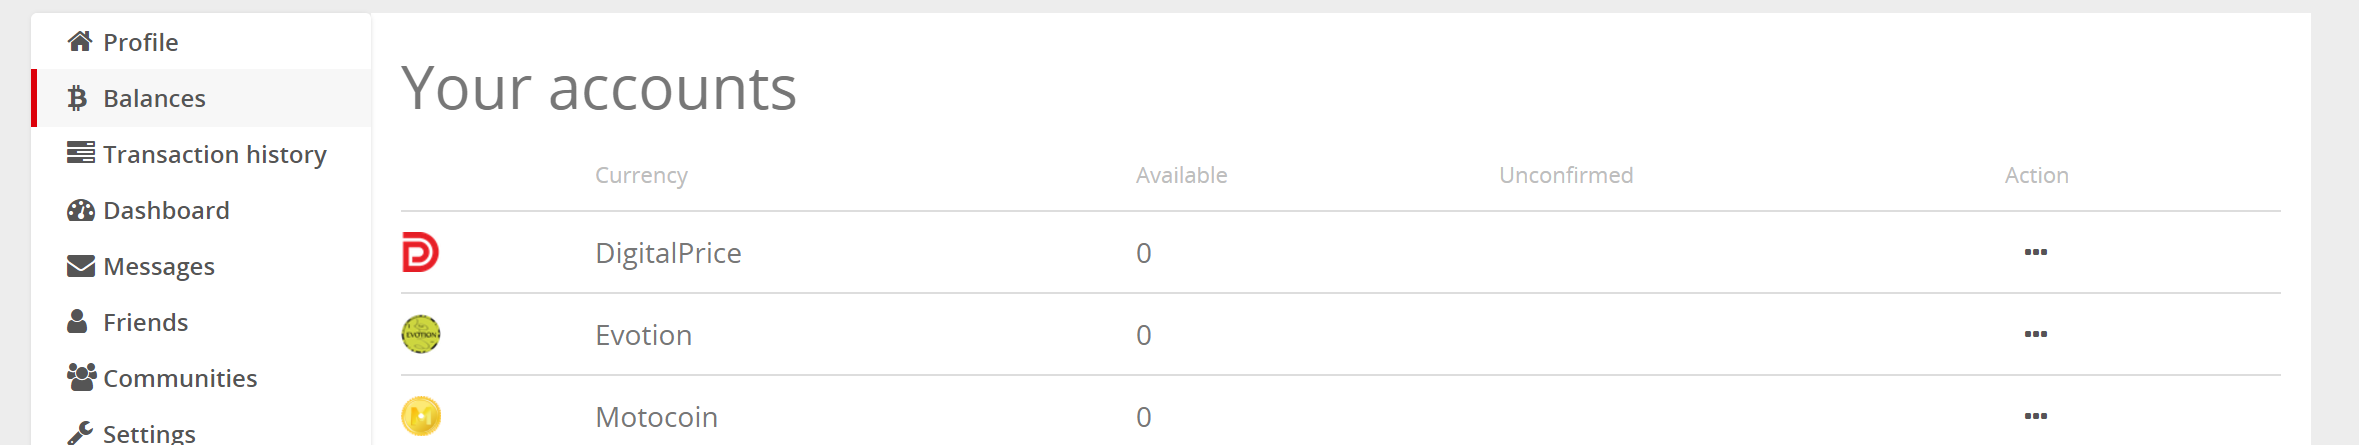 Profile
Balances
Transaction history
Dashboard
Messages
Friends
Communities
Settings
Your accounts
Currency Available Unconfirmed Action
DigitalPrice 0
EVOTION Evotion 0
Motocoin 0